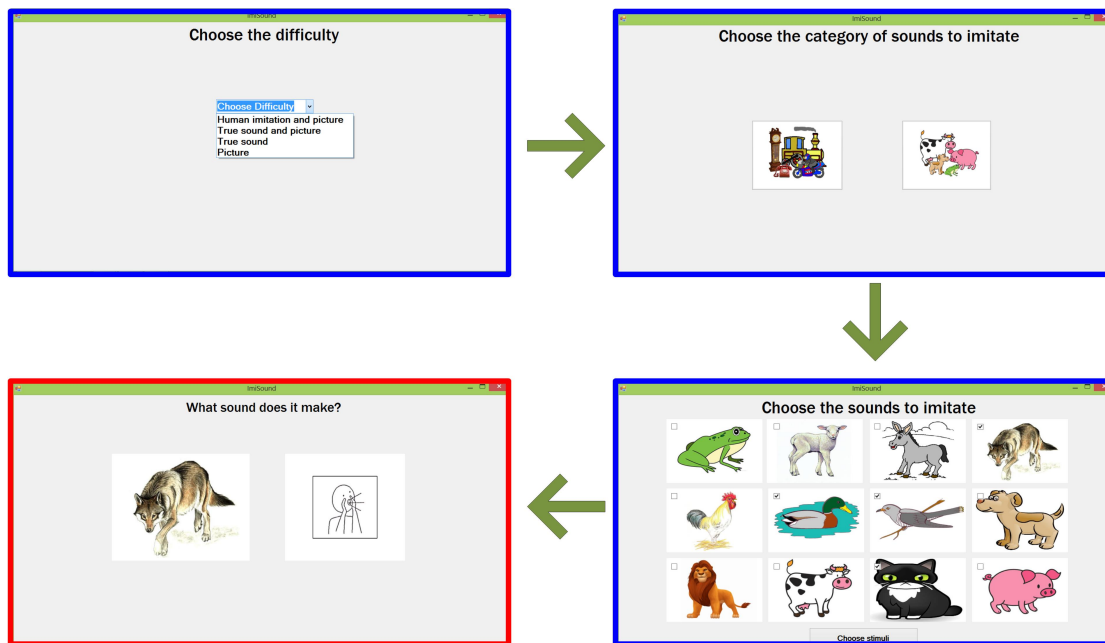 ImiSound
Choose the difficulty
Choose Difficulty
Human imitation and picture
True sound and picture
True sound
Picture
ImiSound
Choose the category of sounds to imitate
ImiSound
What sound does it make?
ImiSound
Choose the sounds to imitate
Choose stimuli